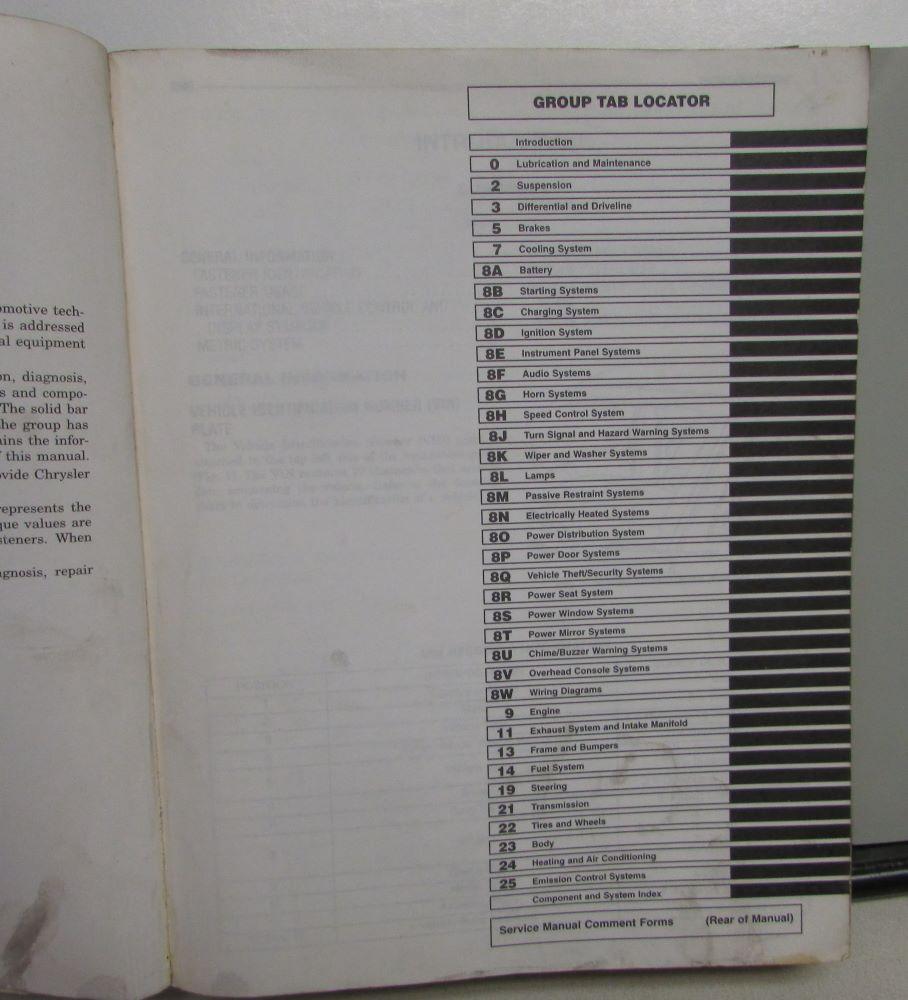 omotive tech-
is addressed
al equipment
on, diagnosis,
s and compo-
The solid bar
he group has
ains the infor-
this manual.
vide Chrysler
represents the
que values are
steners. When
gnosis, repair
GROUP TAB LOCATOR
Introduction
0 Lubrication and Maintenance
2 Suspension
3 Differential and Driveline
5 Brakes
7 Cooling System
8A Battery
8B Starting Systems
8C Charging System
8D Ignition System
8E Instrument Panel Systems
8F Audio Systems
8G Horn Systems
8H Speed Control System
8J Turn Signal and Hazard Warning Systems
8K Wiper and Washer Systems
8L Lamps
8M Passive Restraint Systems
8N Electrically Heated Systems
8O Power Distribution System
8P Power Door Systems
8Q Vehicle Theft/Security Systems
8R Power Seat System
8S Power Window Systems
8T Power Mirror Systems
8U Chime/Buzzer Warning Systems
8V Overhead Console Systems
8W Wiring Diagrams
9 Engine
11 Exhaust System and Intake Manifold
13 Frame and Bumpers
14 Fuel System
19 Steering
21 Transmission
22 Tires and Wheels
23 Body
24 Heating and Air Conditioning
25 Emission Control Systems
Component and System Index
Service Manual Comment Forms (Rear of Manual)